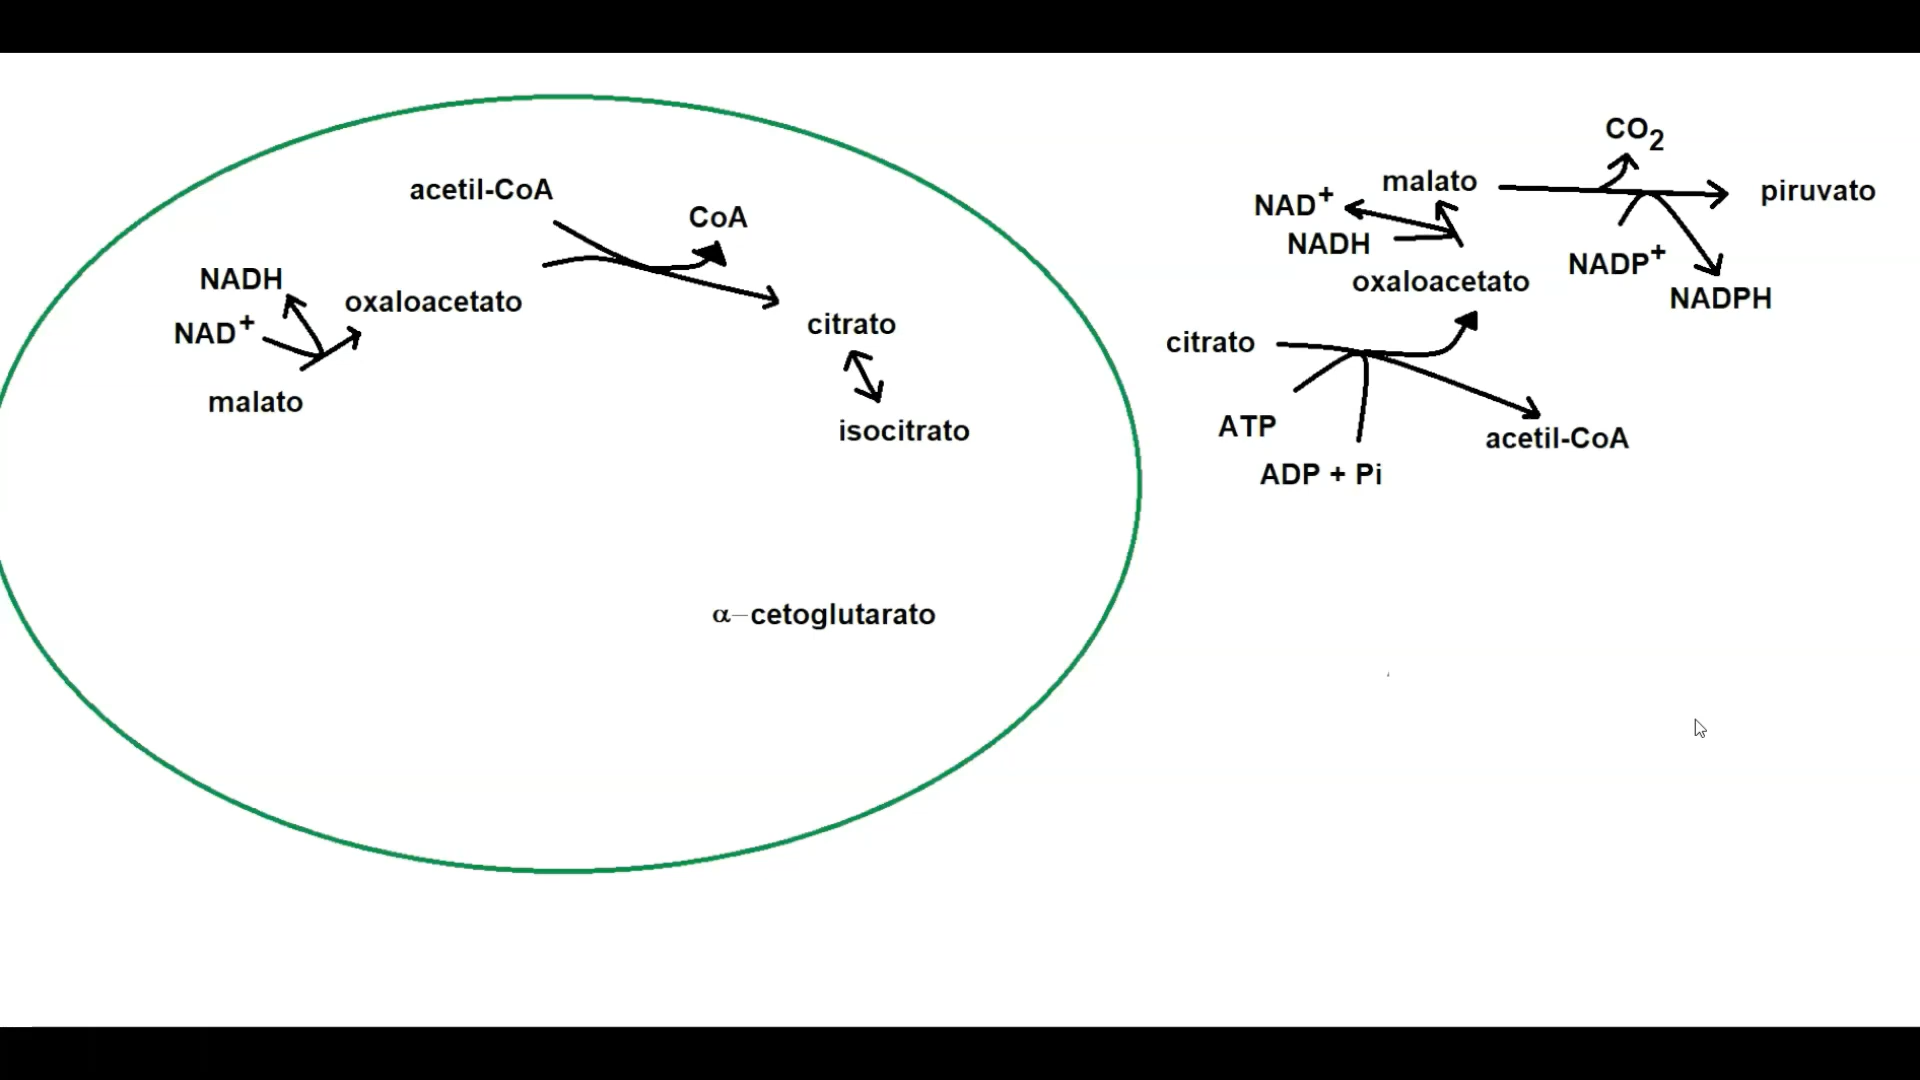 acetil-CoA
CoA
NADH
oxaloacetato
NAD+
citrato
malato
isocitrato
α–cetoglutarato
CO2
malato
piruvato
NAD+
NADH
NADP+
oxaloacetato
NADPH
citrato
ATP
acetil-CoA
ADP + Pi